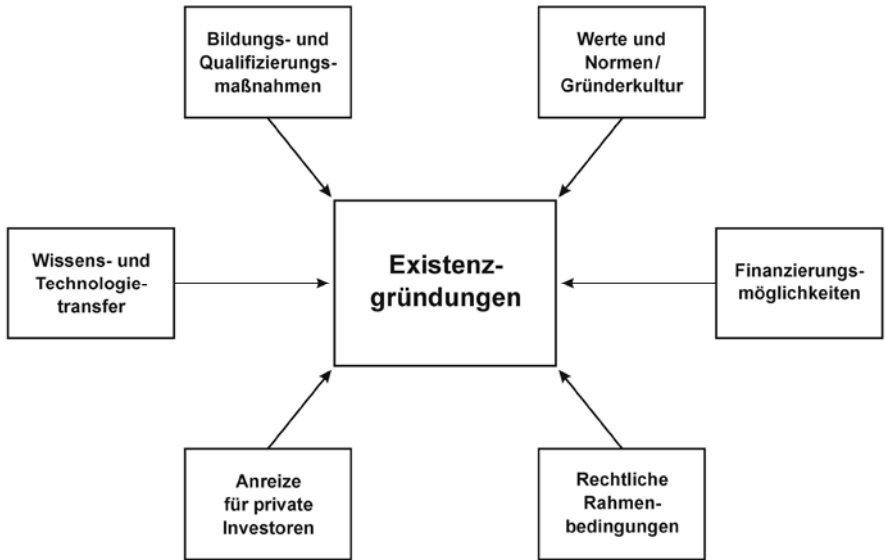 Bildungs- und
Qualifizierungs-
maßnahmen
Werte und
Normen/
Gründerkultur
Wissens- und
Technologie-
transfer
Existenz-
gründungen
Finanzierungs-
möglichkeiten
Anreize
für private
Investoren
Rechtliche
Rahmen-
bedingungen